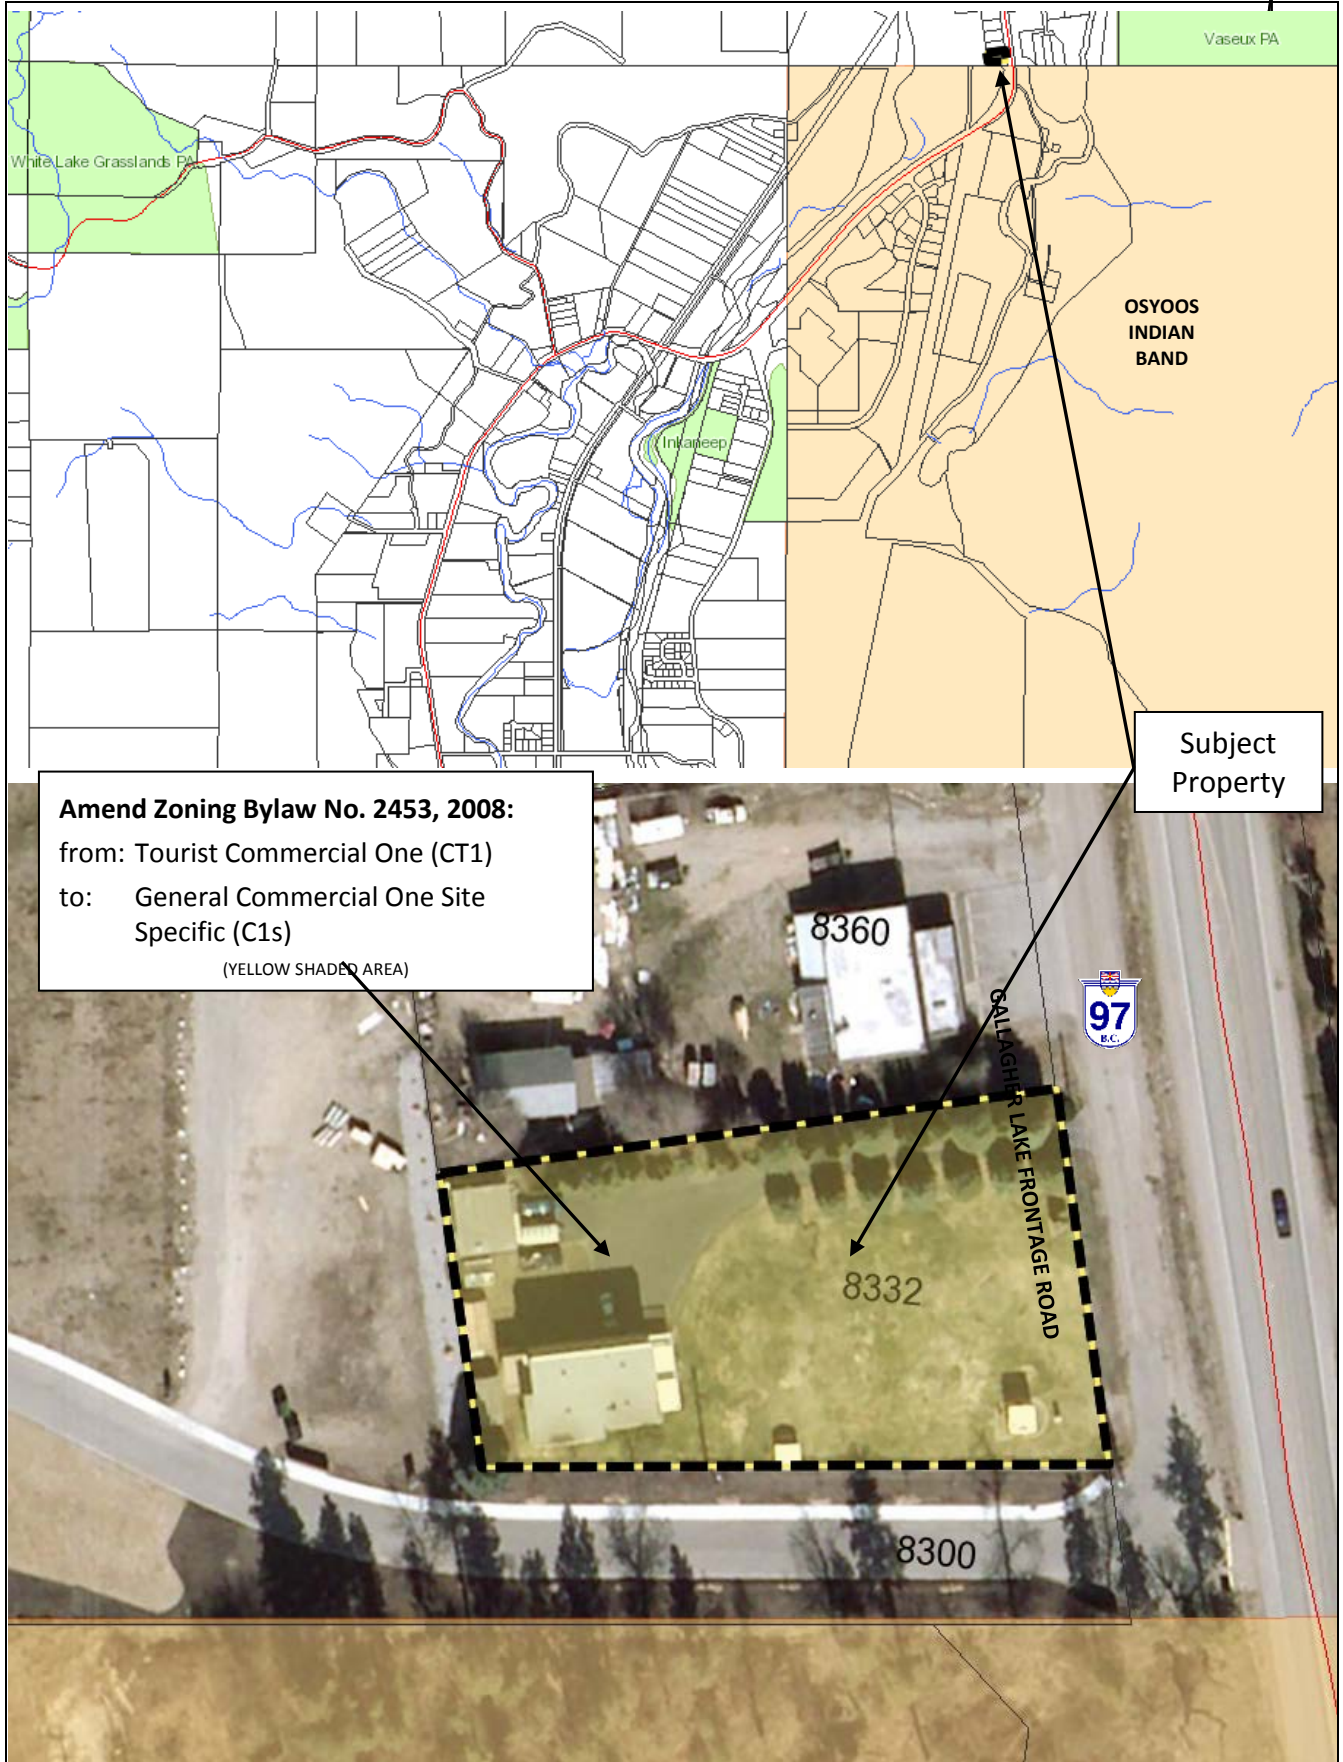 Vaseux PA
White Lake Grasslands PA
OSYOOS
INDIAN
BAND
Inkaneep
Subject
Property
Amend Zoning Bylaw No. 2453, 2008:
from: Tourist Commercial One (CT1)
to: General Commercial One Site
Specific (C1s)
(YELLOW SHADED AREA)
8360
97
B.C.
GALLAGHER LAKE FRONTAGE ROAD
8332
8300